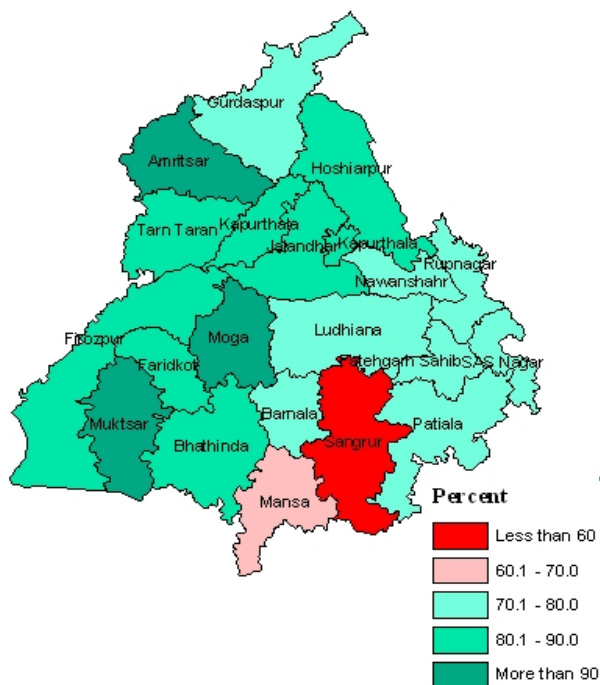 Gurdaspur
Amritsar
Hoshiarpur
Tarn Taran
Kapurthala
Jalandhar
Kapurthala
Rupnagar
Nawanshahr
Firozpur
Moga
Ludhiana
Faridkot
Fatehgarh Sahib
SAS Nagar
Muktsar
Bhathinda
Barnala
Sangrur
Patiala
Mansa
Percent
Less than 60
60.1 - 70.0
70.1 - 80.0
80.1 - 90.0
More than 90